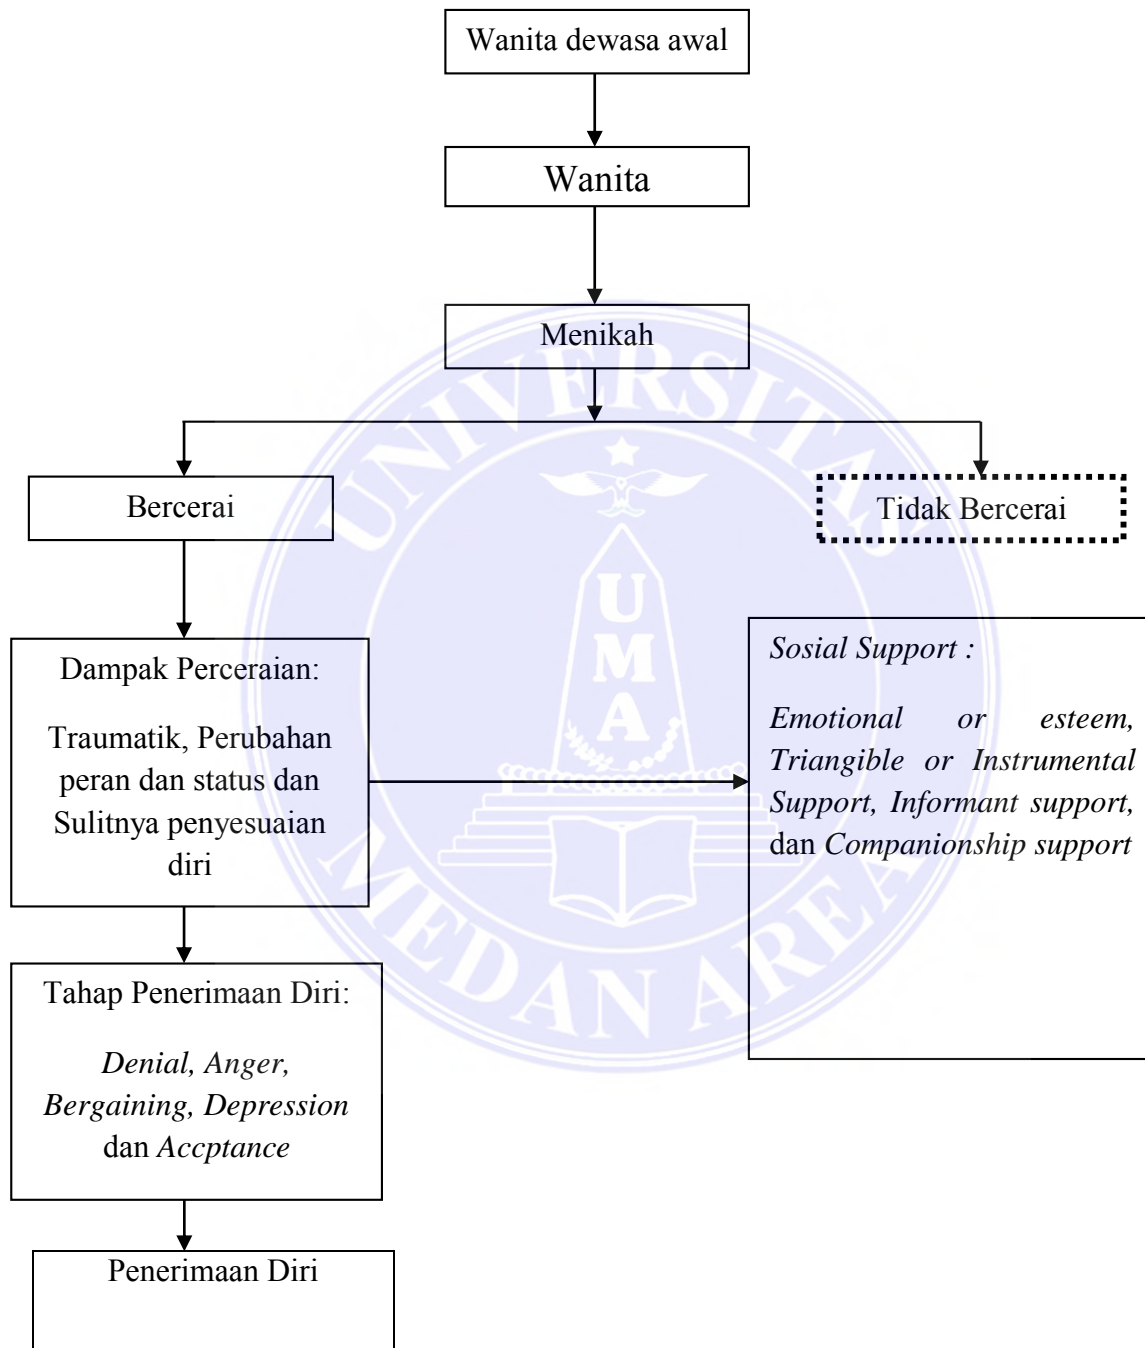 Wanita dewasa awal
Wanita
Menikah
Bercerai
Tidak Bercerai
Dampak Perceraian:
Traumatik, Perubahan
peran dan status dan
Sulitnya penyesuaian
diri
Sosial Support :
Emotional or esteem,
Triangible or Instrumental
Support, Informant support,
dan Companionship support
Tahap Penerimaan Diri:
Denial, Anger,
Bergaining, Depression
dan Accptance
Penerimaan Diri
UNIVERSITAS
UMA
MEDAN AREA